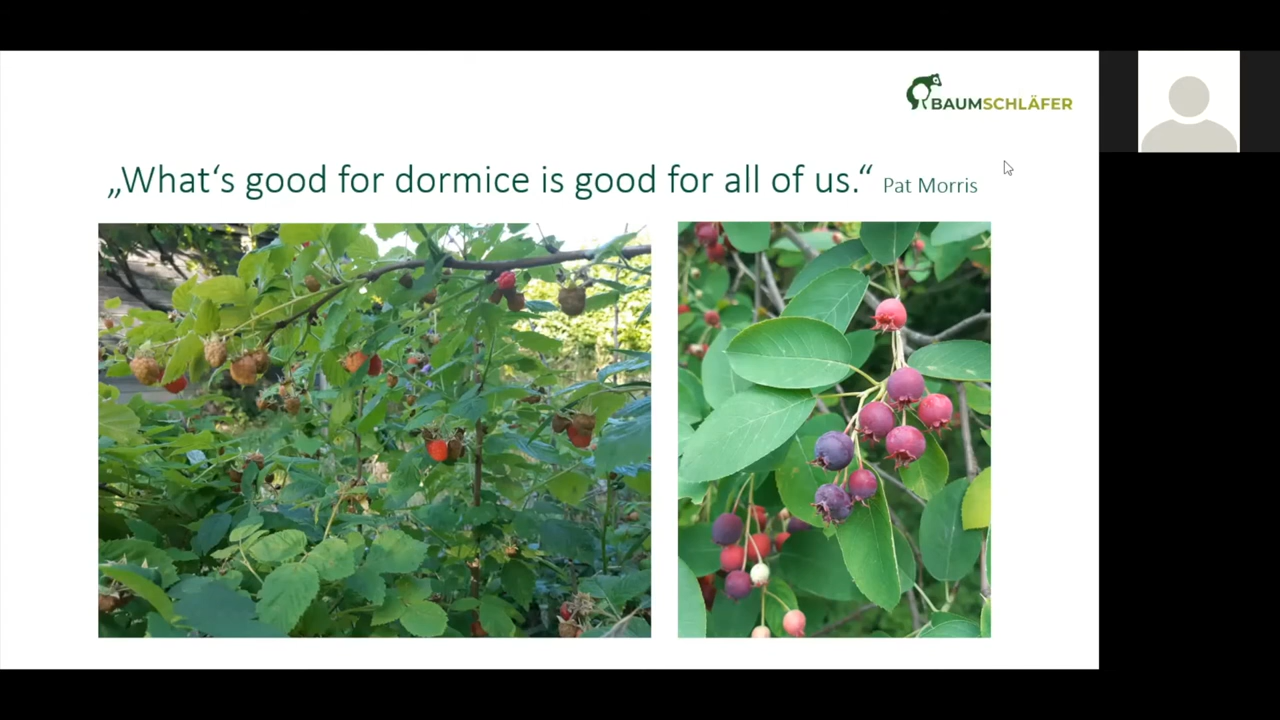 BAUMSCHLÄFER
„What‘s good for dormice is good for all of us.“ Pat Morris